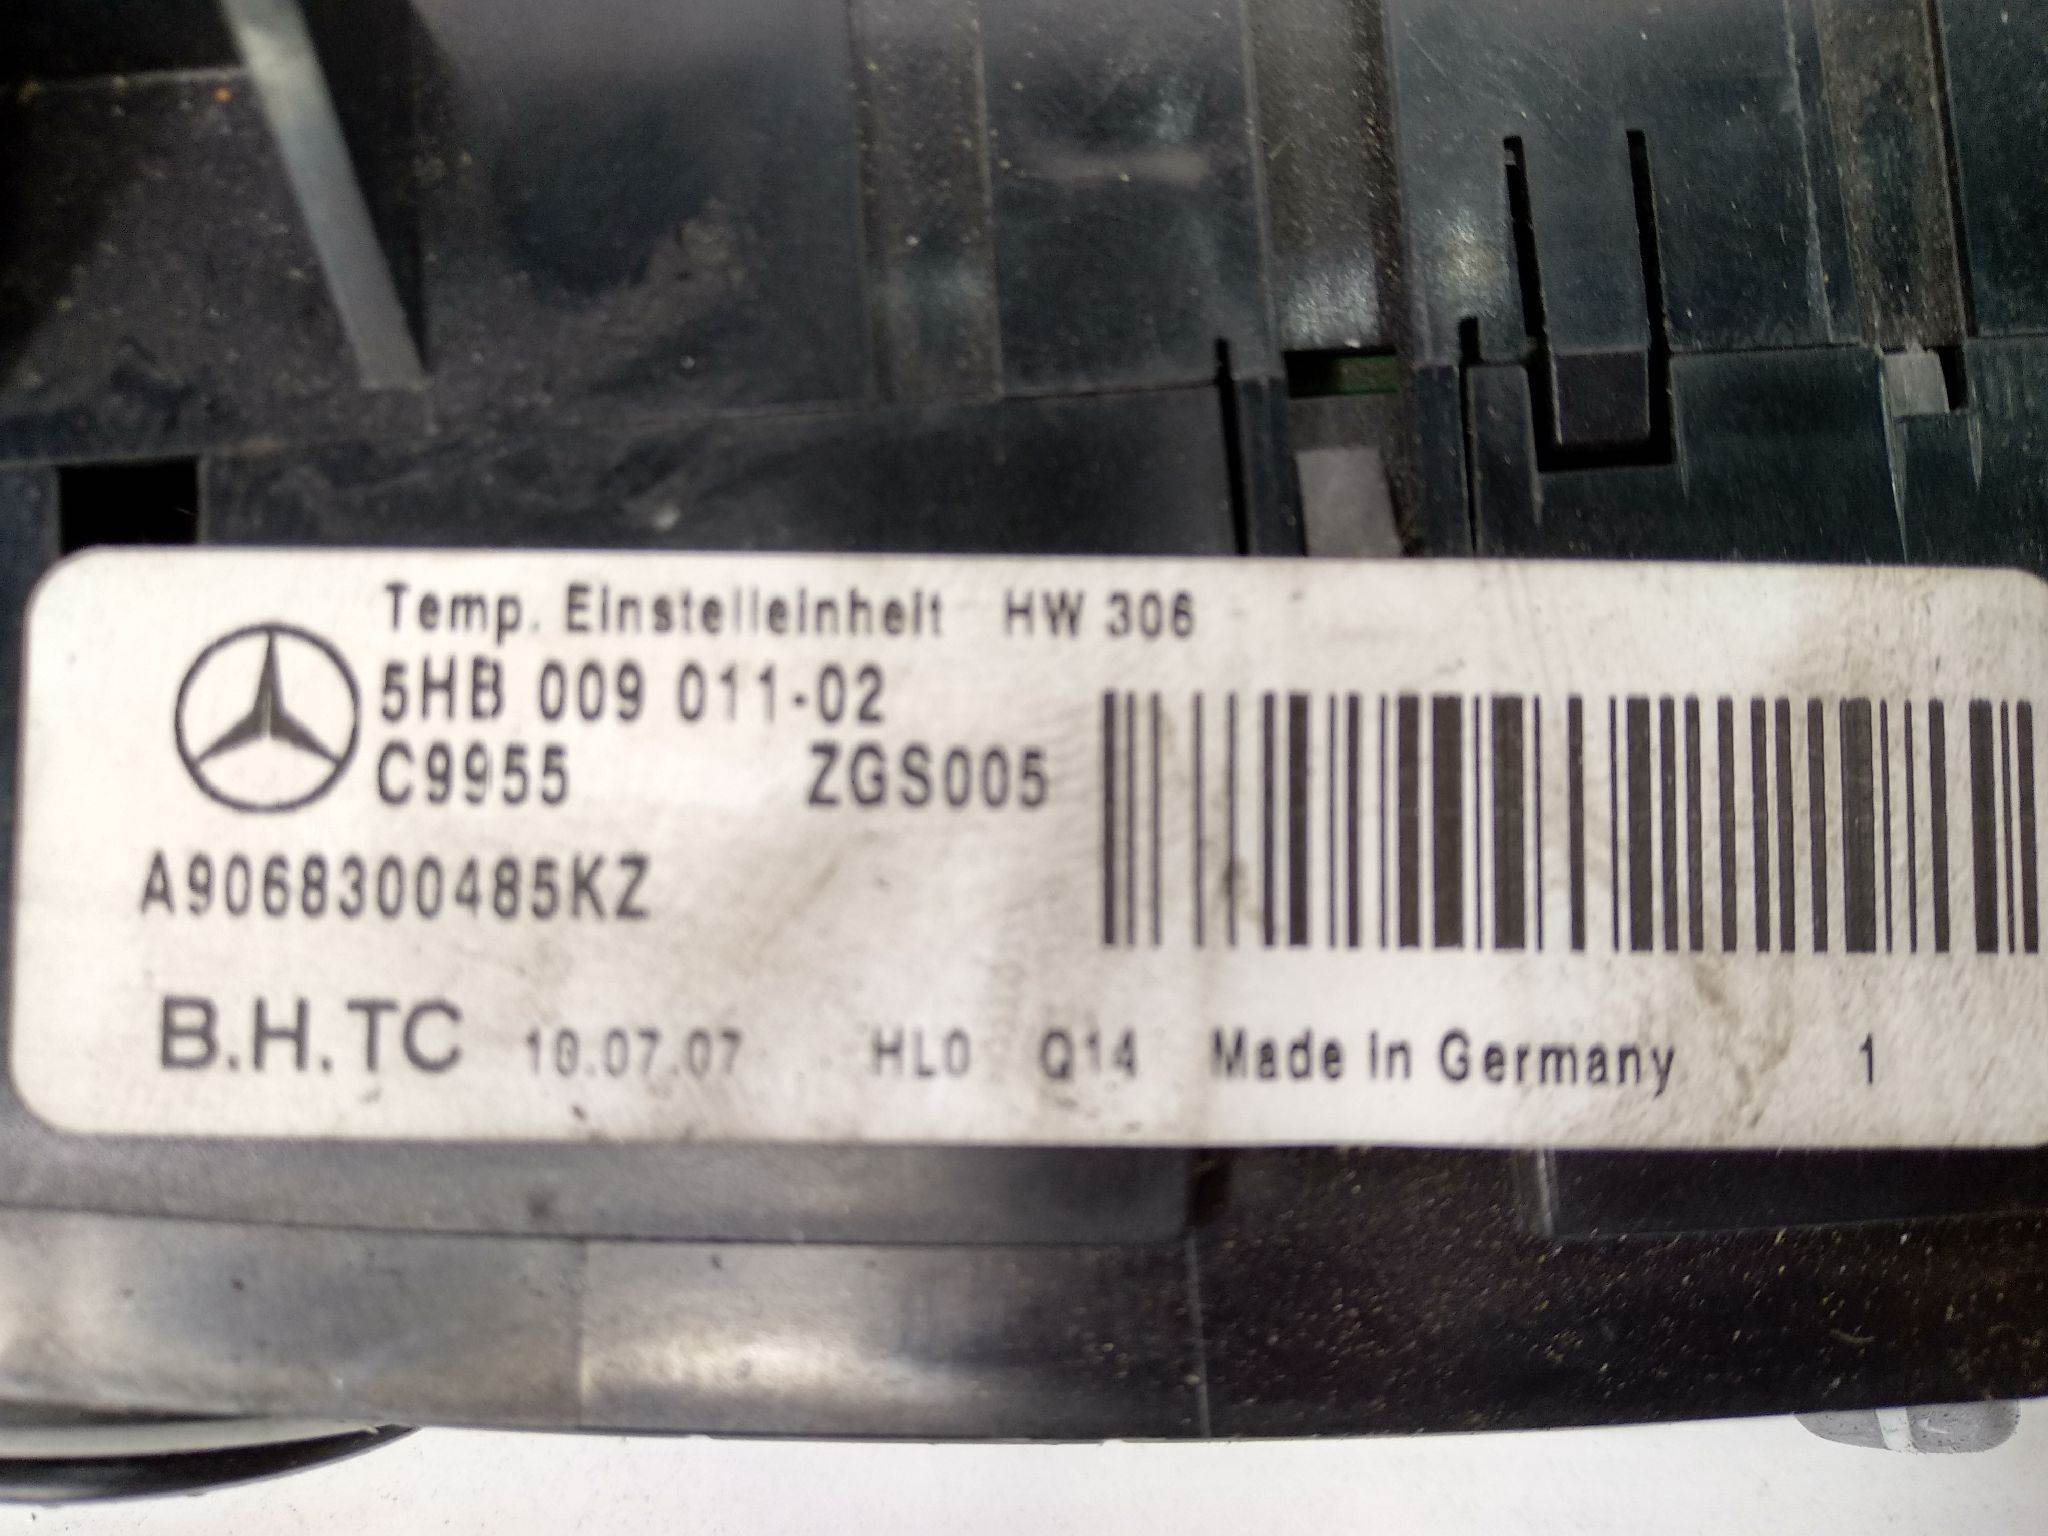 Temp. Einstelleinheit HW 306
5HB 009 011-02
C9955 ZGS005
A9068300485KZ
B.H.TC 10.07.07 HL0 Q14 Made in Germany 1